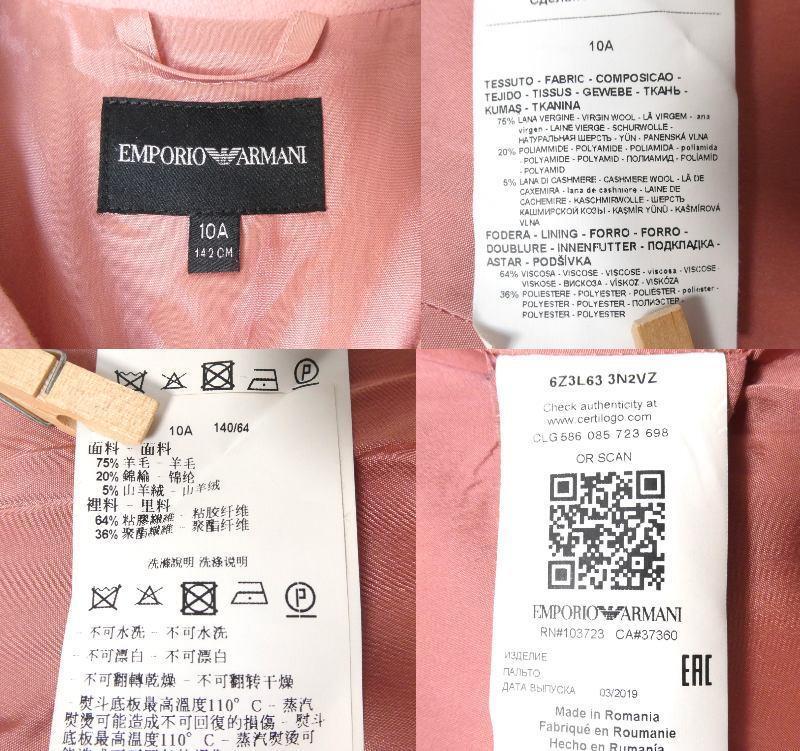 EMPORIO ARMANI
10A
142 CM
10A
TESSUTO - FABRIC - COMPOSICAO -
TEJIDO - TISSUS - GEWEBE - ТКАНЬ -
KUMAŞ - TKANINA
75% LANA VERGINE - VIRGIN WOOL - LÃ VIRGEM - lana
virgen - LAINE VIERGE - SCHURWOLLE -
НАТУРАЛЬНАЯ ШЕРСТЬ - YÜN - PANENSKÁ VLNA
20% POLIAMMIDE - POLYAMIDE - POLIAMIDA - poliamida
- POLYAMIDE - POLYAMID - ПОЛИАМИД - POLİAMİD
- POLYAMID
5% LANA DI CASHMERE - CASHMERE WOOL - LÃ DE
CAXEMIRA - lana de cashmere - LAINE DE
CACHEMIRE - KASCHMIRWOLLE - ШЕРСТЬ
КАШМИРСКОЙ КОЗЫ - KAŞMİR YÜNÜ - KAŠMÍROVÁ
VLNA
FODERA - LINING - FORRO - FORRO -
DOUBLURE - INNENFUTTER - ПОДКЛАДКА -
ASTAR - PODŠÍVKA
64% VISCOSA - VISCOSE - VISCOSE - viscosa - VISCOSE -
VISKOSE - ВИСКОЗА - VİSKOZ - VISKÓZA
36% POLIESTERE - POLYESTER - POLIÉSTER - poliéster -
POLYESTER - POLYESTER - ПОЛИЭСТЕР -
POLYESTER - POLYESTER
10A 140/64
面料 - 面料
75% 羊毛 - 羊毛
20% 錦綸 - 锦纶
5% 山羊絨 - 山羊绒
裡料 - 里料
64% 粘膠纖維 - 粘胶纤维
36% 聚酯纖維 - 聚酯纤维
洗滌說明 洗涤说明
- 不可水洗 - 不可水洗
- 不可漂白 - 不可漂白
- 不可翻轉乾燥 - 不可翻转干燥
- 熨斗底板最高溫度110° C - 蒸汽
熨燙可能造成不可回復的損傷 - 熨斗
底板最高温度110° C - 蒸汽熨烫可
6Z3L63 3N2VZ
Check authenticity at
www.certilogo.com
CLG 586 085 723 698
OR SCAN
EMPORIO ARMANI
RN#103723 CA#37360
ИЗДЕЛИЕ
ПАЛЬТО
ДАТА ВЫПУСКА 03/2019
EAC
Made in Romania
Fabriqué en Roumanie
Hecho en Rumania